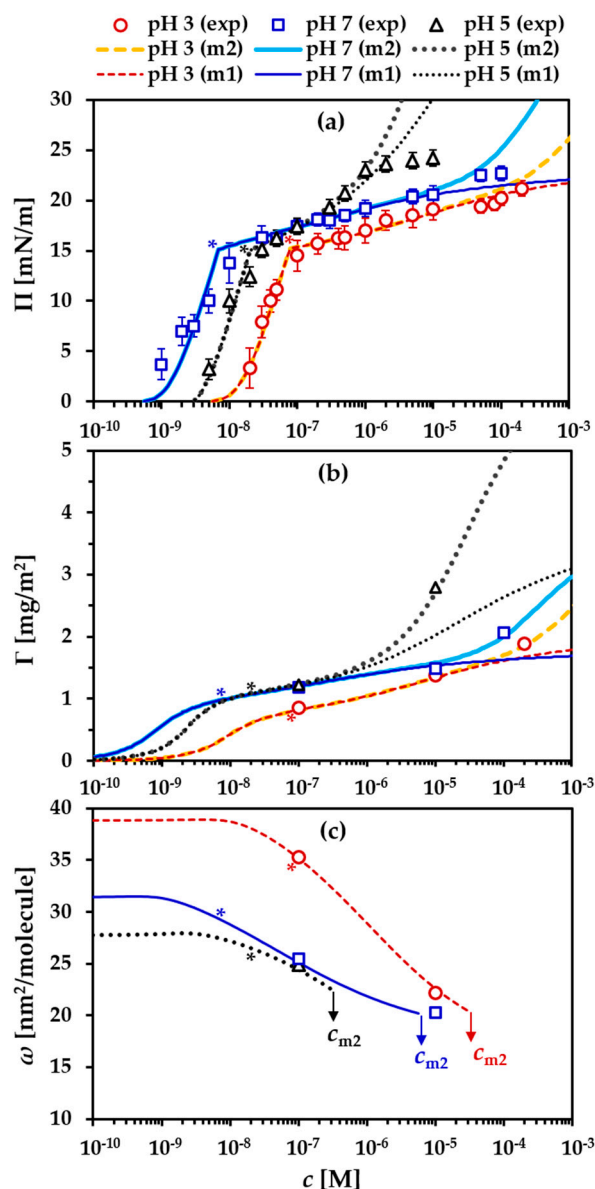 pH 3 (exp) pH 7 (exp) pH 5 (exp)
pH 3 (m2) pH 7 (m2) pH 5 (m2)
pH 3 (m1) pH 7 (m1) pH 5 (m1)
(a)
Π [mN/m]
30
25
20
15
10
5
0
* * *
10⁻¹⁰ 10⁻⁹ 10⁻⁸ 10⁻⁷ 10⁻⁶ 10⁻⁵ 10⁻⁴ 10⁻³
(b)
Γ [mg/m²]
5
4
3
2
1
0
* * *
10⁻¹⁰ 10⁻⁹ 10⁻⁸ 10⁻⁷ 10⁻⁶ 10⁻⁵ 10⁻⁴ 10⁻³
(c)
ω [nm²/molecule]
40
35
30
25
20
15
10
* * *
cm2 cm2 cm2
10⁻¹⁰ 10⁻⁹ 10⁻⁸ 10⁻⁷ 10⁻⁶ 10⁻⁵ 10⁻⁴ 10⁻³
c [M]